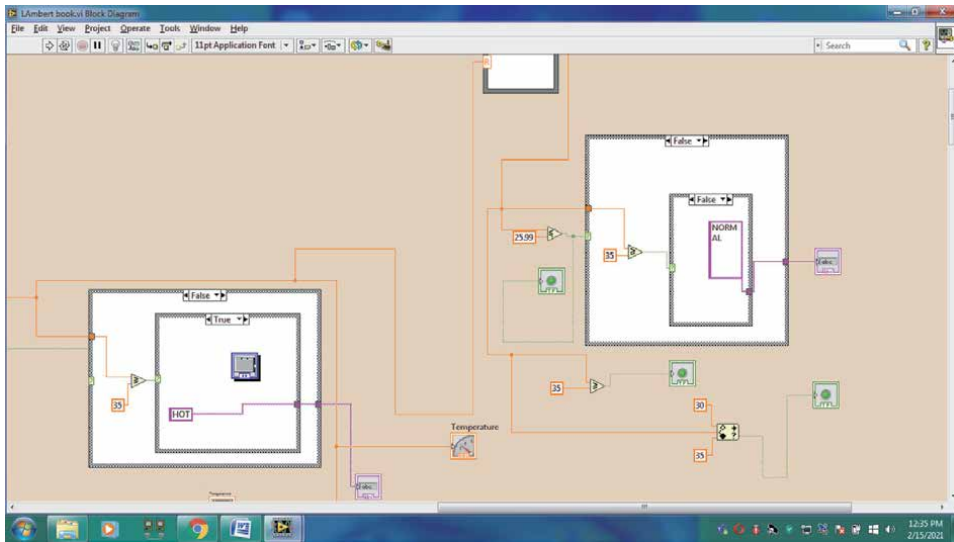 LAmbert book.vi Block Diagram
File Edit View Project Operate Tools Window Help
11pt Application Font
Search
False
False
NORM
AL
25.99
35
abc
False
True
35
HOT
abc
35
30
35
Temperature
12:35 PM
2/15/2021